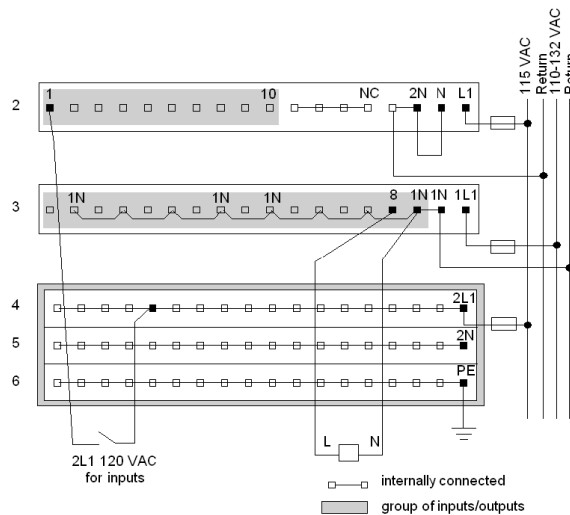 115 VAC
Return
110-132 VAC
Return
2 1 10 NC 2N N L1
3 1N 1N 1N 8 1N 1N 1L1
4 2L1
5 2N
6 PE
L N
2L1 120 VAC
for inputs
internally connected
group of inputs/outputs